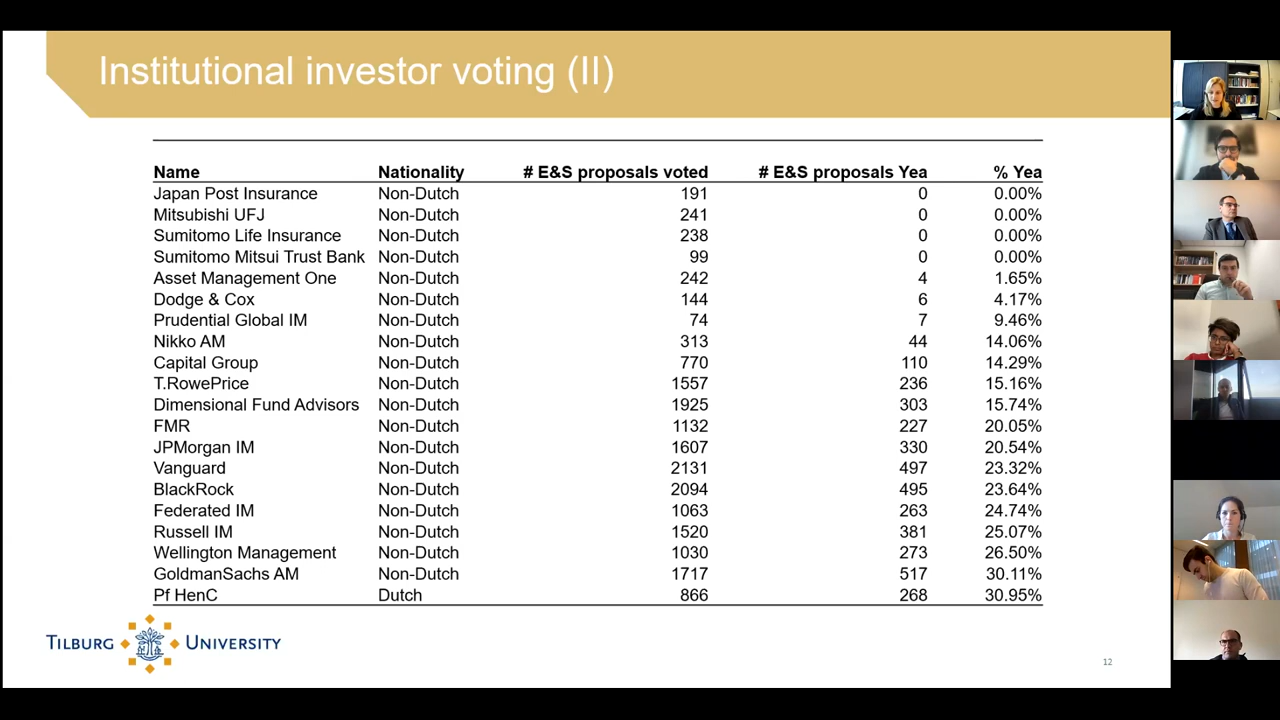 Institutional investor voting (II)
Name Nationality # E&S proposals voted # E&S proposals Yea % Yea
Japan Post Insurance Non-Dutch 191 0 0.00%
Mitsubishi UFJ Non-Dutch 241 0 0.00%
Sumitomo Life Insurance Non-Dutch 238 0 0.00%
Sumitomo Mitsui Trust Bank Non-Dutch 99 0 0.00%
Asset Management One Non-Dutch 242 4 1.65%
Dodge & Cox Non-Dutch 144 6 4.17%
Prudential Global IM Non-Dutch 74 7 9.46%
Nikko AM Non-Dutch 313 44 14.06%
Capital Group Non-Dutch 770 110 14.29%
T.RowePrice Non-Dutch 1557 236 15.16%
Dimensional Fund Advisors Non-Dutch 1925 303 15.74%
FMR Non-Dutch 1132 227 20.05%
JPMorgan IM Non-Dutch 1607 330 20.54%
Vanguard Non-Dutch 2131 497 23.32%
BlackRock Non-Dutch 2094 495 23.64%
Federated IM Non-Dutch 1063 263 24.74%
Russell IM Non-Dutch 1520 381 25.07%
Wellington Management Non-Dutch 1030 273 26.50%
GoldmanSachs AM Non-Dutch 1717 517 30.11%
Pf HenC Dutch 866 268 30.95%
TILBURG UNIVERSITY
12